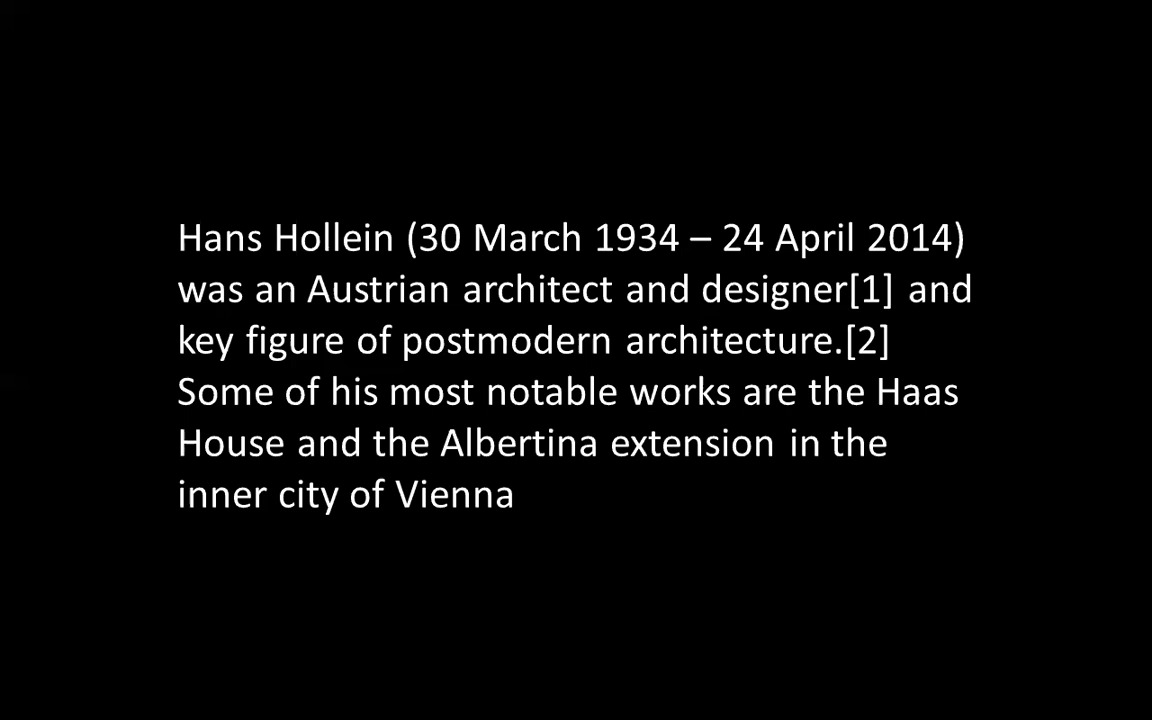 Hans Hollein (30 March 1934 – 24 April 2014)
was an Austrian architect and designer[1] and
key figure of postmodern architecture.[2]
Some of his most notable works are the Haas
House and the Albertina extension in the
inner city of Vienna